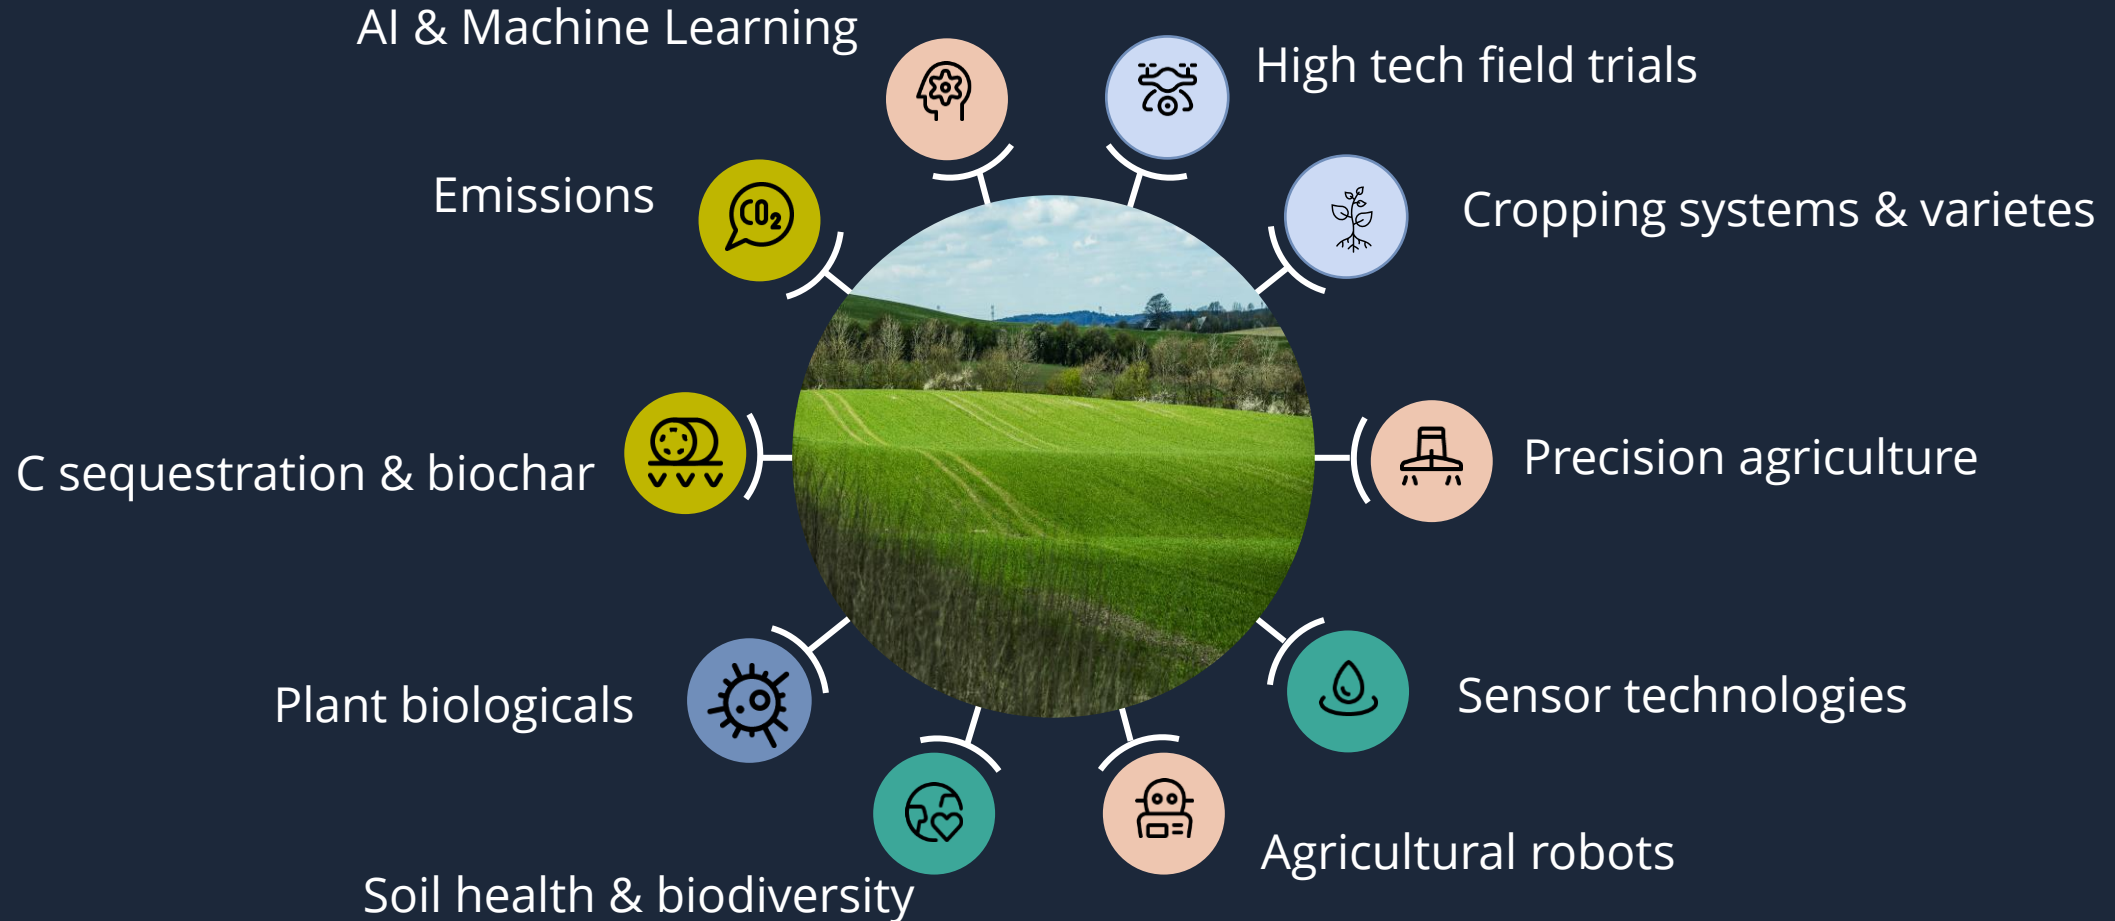 AI & Machine Learning
High tech field trials
Emissions
CO2
Cropping systems & varietes
C sequestration & biochar
Precision agriculture
Plant biologicals
Sensor technologies
Agricultural robots
Soil health & biodiversity